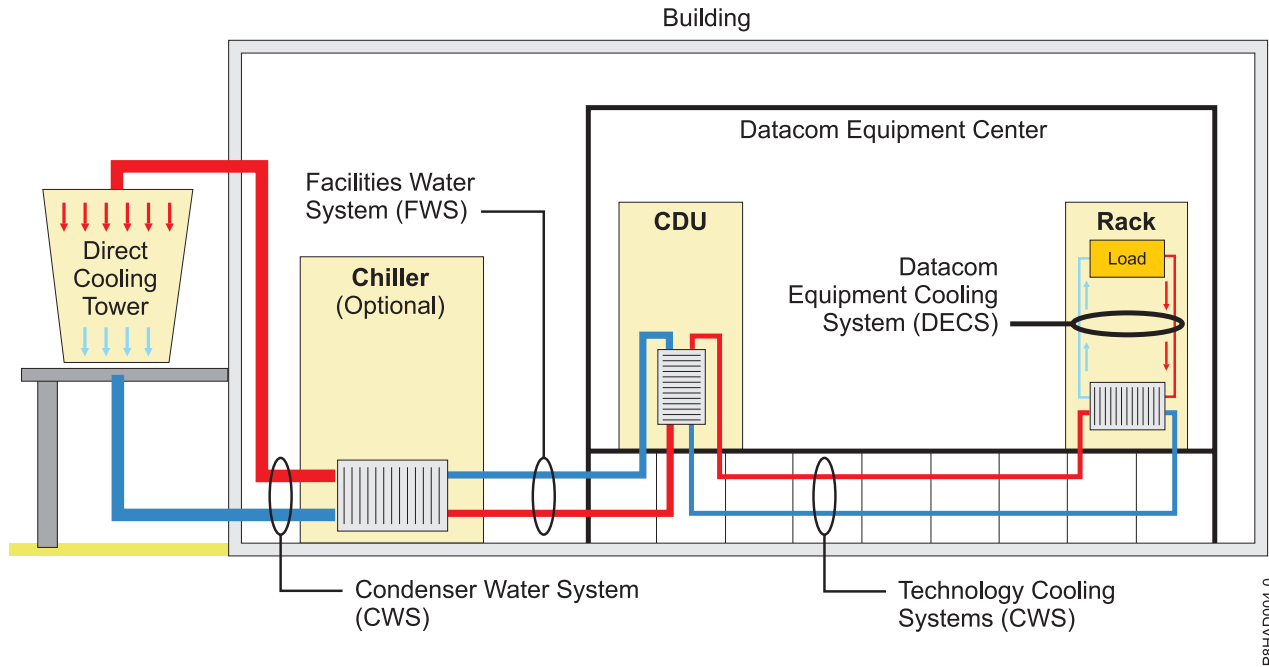 Building
Datacom Equipment Center
Facilities Water
System (FWS)
CDU
Rack
Load
Direct
Cooling
Tower
Chiller
(Optional)
Datacom
Equipment Cooling
System (DECS)
Condenser Water System
(CWS)
Technology Cooling
Systems (CWS)
P8HAD004-0